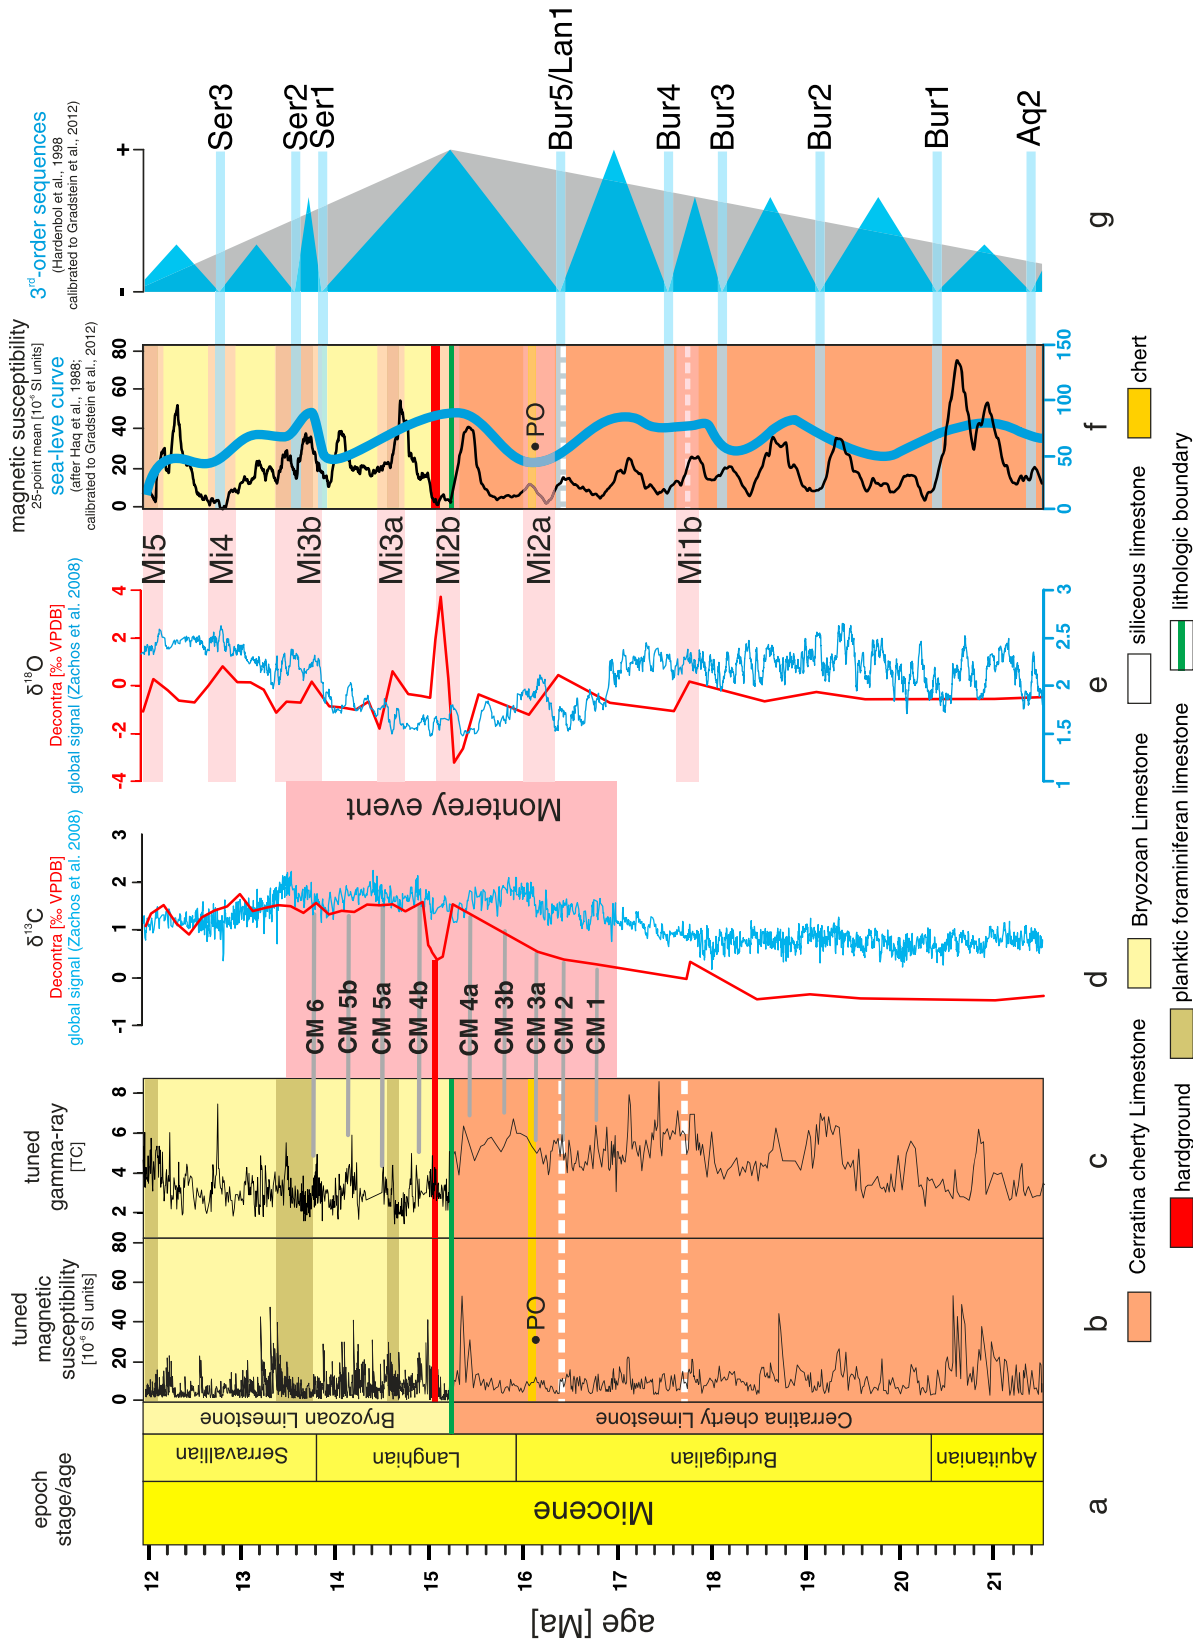 epoch
stage/age
age [Ma]
12
13
14
15
16
17
18
19
20
21
Miocene
Serravallian
Langhian
Burdigalian
Aquitanian
Bryozoan Limestone
Cerratina cherty Limestone
a
tuned
magnetic
susceptibility
[10⁻⁶ SI units]
0
20
40
60
80
PO
b
tuned
gamma-ray
[TC]
2
4
6
8
c
δ¹³C
Decontra [‰ VPDB]
global signal (Zachos et al. 2008)
-1
0
1
2
3
CM 6
CM 5b
CM 5a
CM 4b
CM 4a
CM 3b
CM 3a
CM 2
CM 1
Monterey event
d
δ¹⁸O
Decontra [‰ VPDB]
global signal (Zachos et al. 2008)
-4
-2
0
2
4
1
1.5
2
2.5
3
e
Mi5
Mi4
Mi3b
Mi3a
Mi2b
Mi2a
Mi1b
magnetic susceptibility
25-point mean [10⁻⁶ SI units]
sea-leve curve
(after Haq et al., 1988;
calibrated to Gradstein et al., 2012)
0
20
40
60
80
0
50
100
150
PO
f
3rd-order sequences
(Hardenbol et al., 1998
calibrated to Gradstein et al., 2012)
-
+
Ser3
Ser2
Ser1
Bur5/Lan1
Bur4
Bur3
Bur2
Bur1
Aq2
g
Cerratina cherty Limestone
Bryozoan Limestone
siliceous limestone
chert
hardground
planktic foraminiferan limestone
lithologic boundary